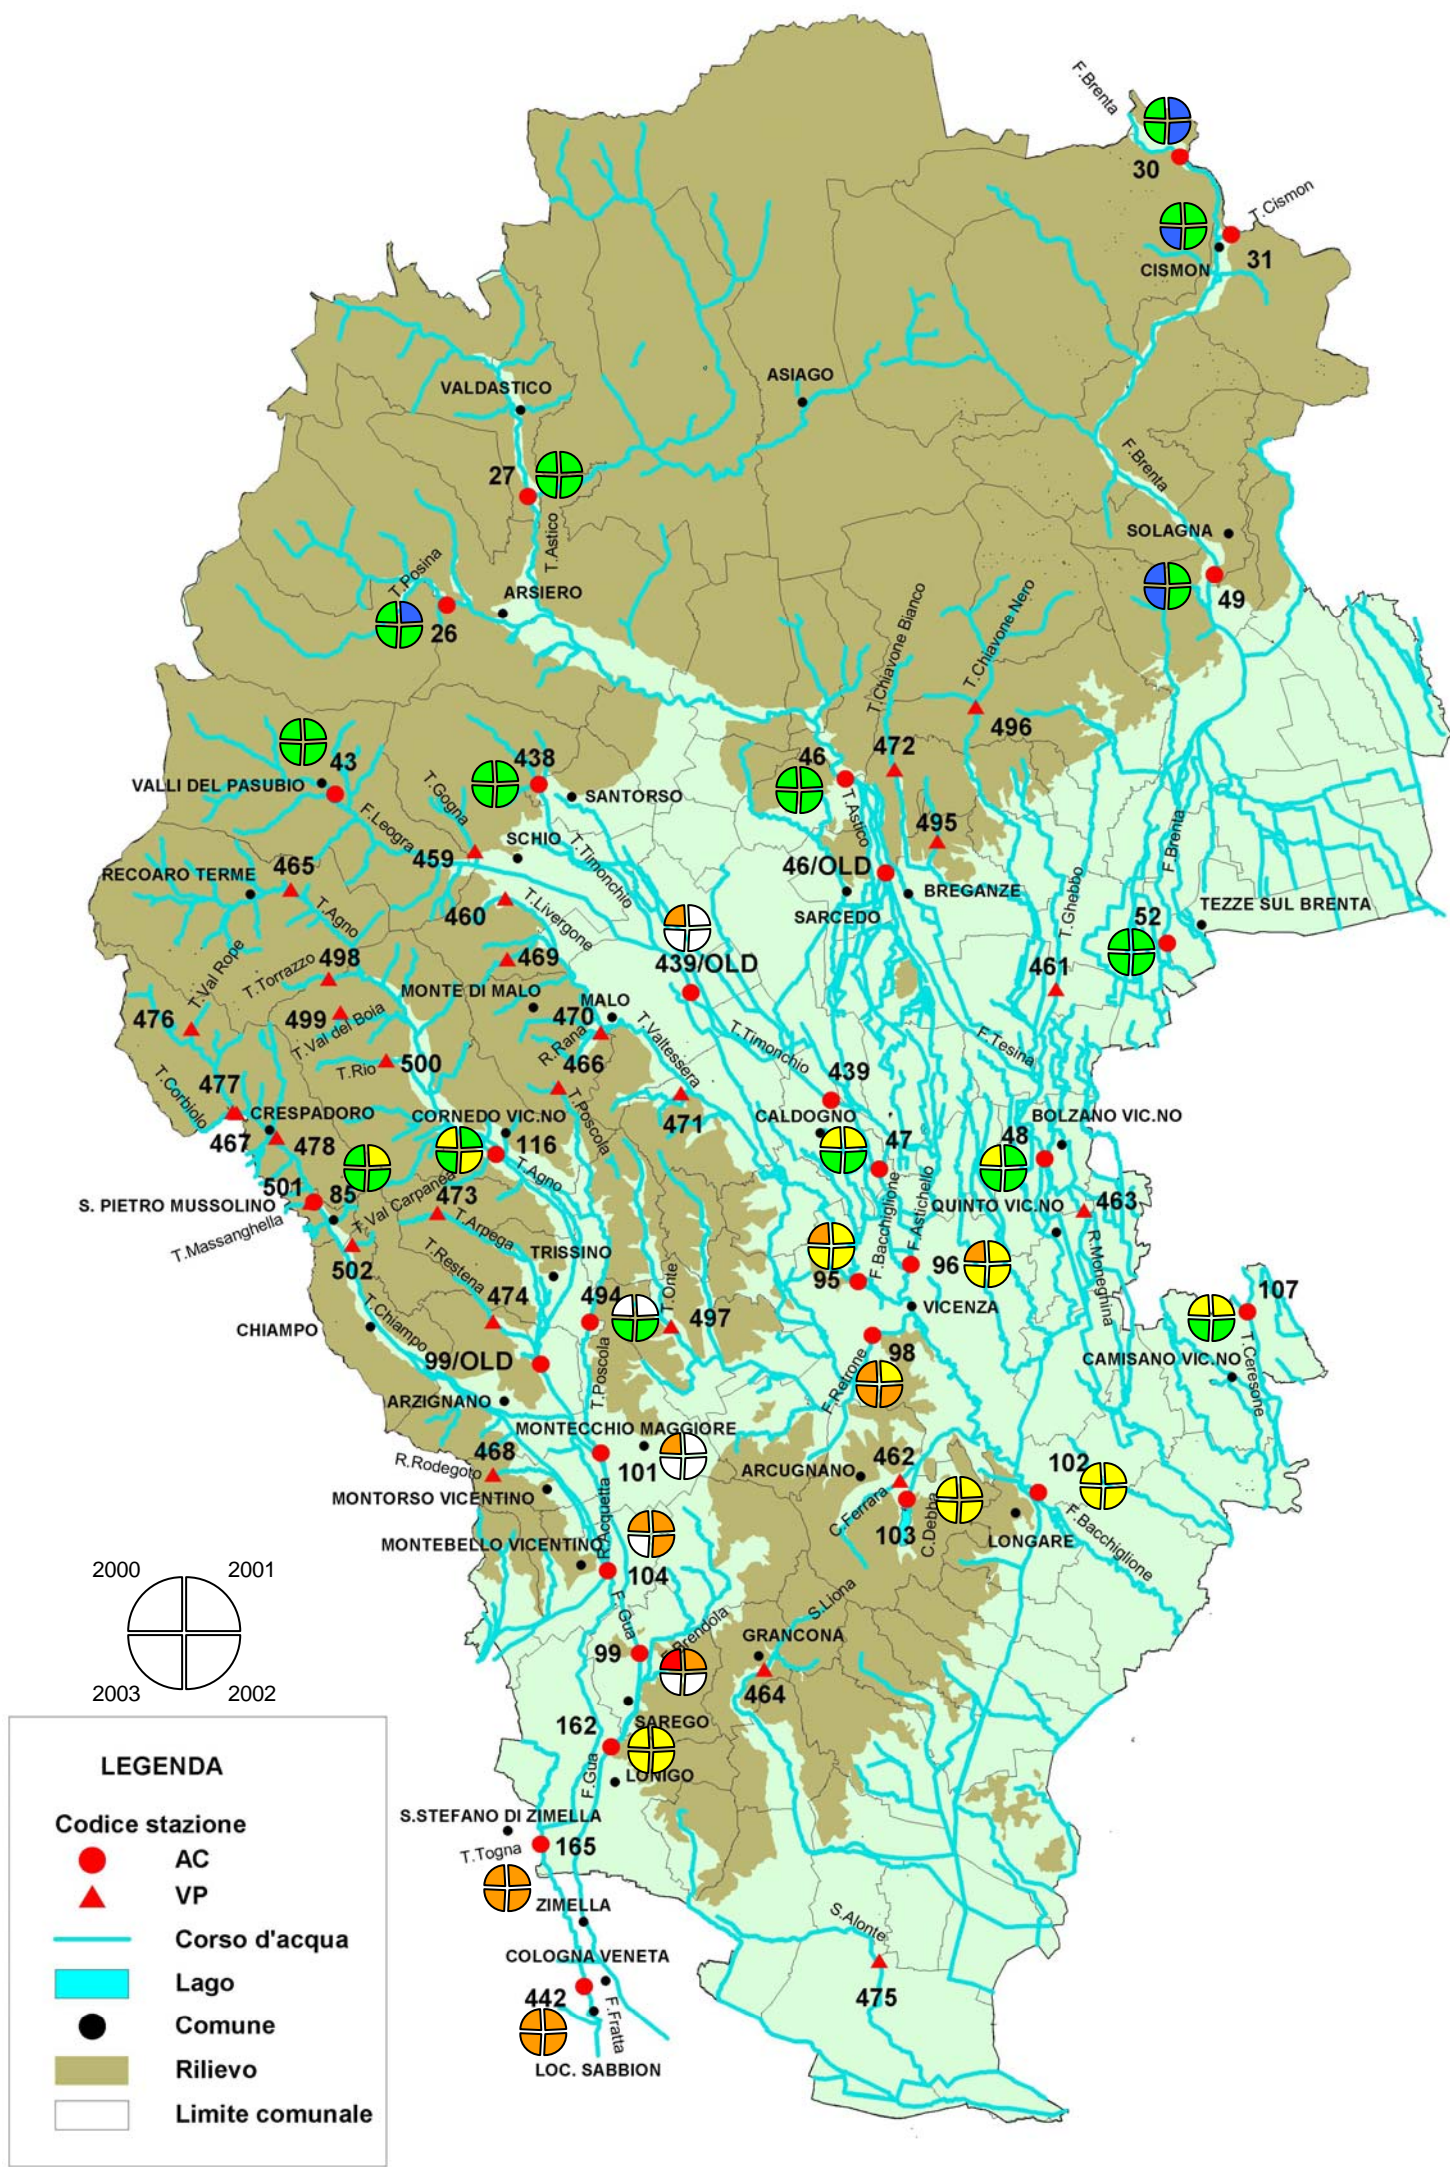 F.Brenta
30
T.Cismon
31
CISMON
VALDASTICO
ASIAGO
27
F.Brenta
SOLAGNA
T.Astico
T.Posina
ARSIERO
26
49
T.Chiavone Bianco
T.Chiavone Nero
496
43
438
46
472
VALLI DEL PASUBIO
T.Gogna
SANTORSO
T.Astico
F.Leogra
SCHIO
T.Timonchio
495
F.Brenta
459
465
46/OLD
RECOARO TERME
BREGANZE
T.Ghebbo
460
T.Livergone
SARCEDO
TEZZE SUL BRENTA
T.Agno
52
T.Val Rope
T.Torrazzo
498
469
439/OLD
461
MONTE DI MALO
476
499
T.Val del Boia
470
MALO
T.Valtessera
R.Rana
T.Timonchio
F.Tesina
T.Rio
500
466
T.Corbiolo
477
T.Poscola
439
CRESPADORO
CORNEDO VIC.NO
471
CALDOGNO
BOLZANO VIC.NO
467
478
116
47
48
T.Agno
501
85
T.Val Carpanea
473
F.Astichello
S. PIETRO MUSSOLINO
QUINTO VIC.NO
463
T.Massanghella
T.Arpega
F.Bacchiglione
R.Moneghina
502
T.Restena
TRISSINO
95
96
T.Chiampo
474
494
T.Onte
497
VICENZA
107
CHIAMPO
98
99/OLD
T.Poscola
F.Retrone
CAMISANO VIC.NO
T.Ceresone
ARZIGNANO
MONTECCHIO MAGGIORE
468
R.Rodegoto
101
ARCUGNANO
462
102
MONTORSO VICENTINO
C.Ferrara
103
C.Debba
F.Bacchiglione
R.Acquetta
MONTEBELLO VICENTINO
LONGARE
104
2000
2001
F. Gua
S.Liona
Brendola
GRANCONA
99
464
2003
2002
SAREGO
162
F.Gua
LONIGO
LEGENDA
S.STEFANO DI ZIMELLA
Codice stazione
T.Togna
165
AC
VP
ZIMELLA
S.Alonte
Corso d'acqua
COLOGNA VENETA
Lago
442
F.Fratta
475
Comune
LOC. SABBION
Rilievo
Limite comunale